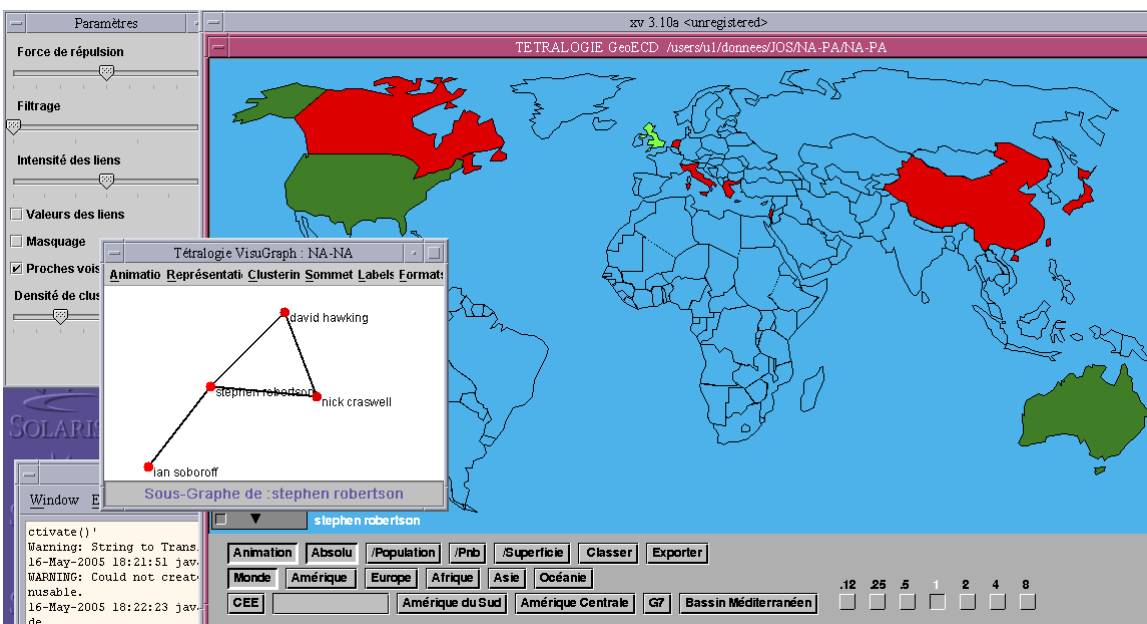 Paramètres
Force de répulsion
Filtrage
Intensité des liens
Valeurs des liens
Masquage
Proches vois
Densité de clus
xv 3.10a <unregistered>
TETRALOGIE GeoECD /users/u1/donnees/JOS/NA-PA/NA-PA
Tétralogie VisuGraph : NA-NA
Animatio Représentati Clusterin Sommet Labels Formats
david hawking
stephen robertson
nick craswell
ian soboroff
Sous-Graphe de :stephen robertson
SOLARIS
Window E
ctivate()'
Warning: String to Trans
16-May-2005 18:21:51 jav
WARNING: Could not creat
nusable.
16-May-2005 18:22:23 jav
de
stephen robertson
Animation Absolu /Population /Pnb /Superficie Classer Exporter
Monde Amérique Europe Afrique Asie Océanie
CEE Amérique du Sud Amérique Centrale G7 Bassin Méditerranéen
.12 .25 .5 1 2 4 8